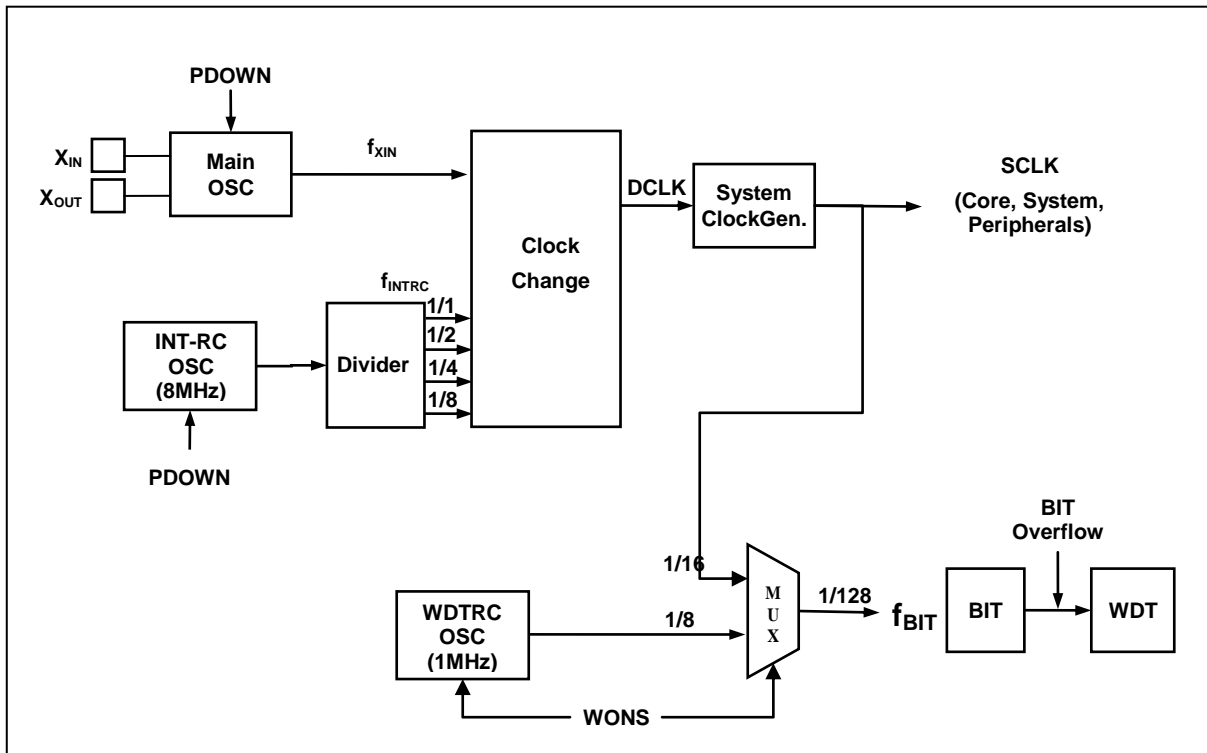 PDOWN
XIN
XOUT
Main
OSC
fXIN
Clock
Change
DCLK
System
ClockGen.
SCLK
(Core, System,
Peripherals)
fINTRC
INT-RC
OSC
(8MHz)
Divider
1/1
1/2
1/4
1/8
PDOWN
1/16
WDTRC
OSC
(1MHz)
1/8
MUX
1/128
fBIT
BIT
Overflow
BIT
WDT
WONS